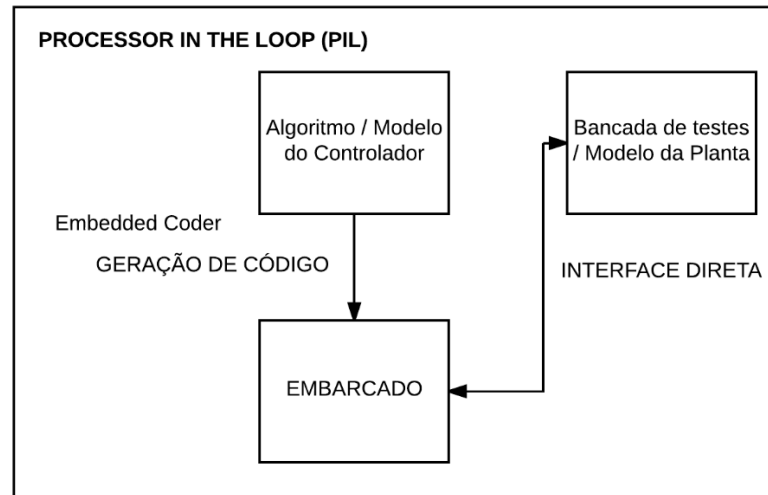 PROCESSOR IN THE LOOP (PIL)
Algoritmo / Modelo
do Controlador
Bancada de testes
/ Modelo da Planta
Embedded Coder
GERAÇÃO DE CÓDIGO
INTERFACE DIRETA
EMBARCADO